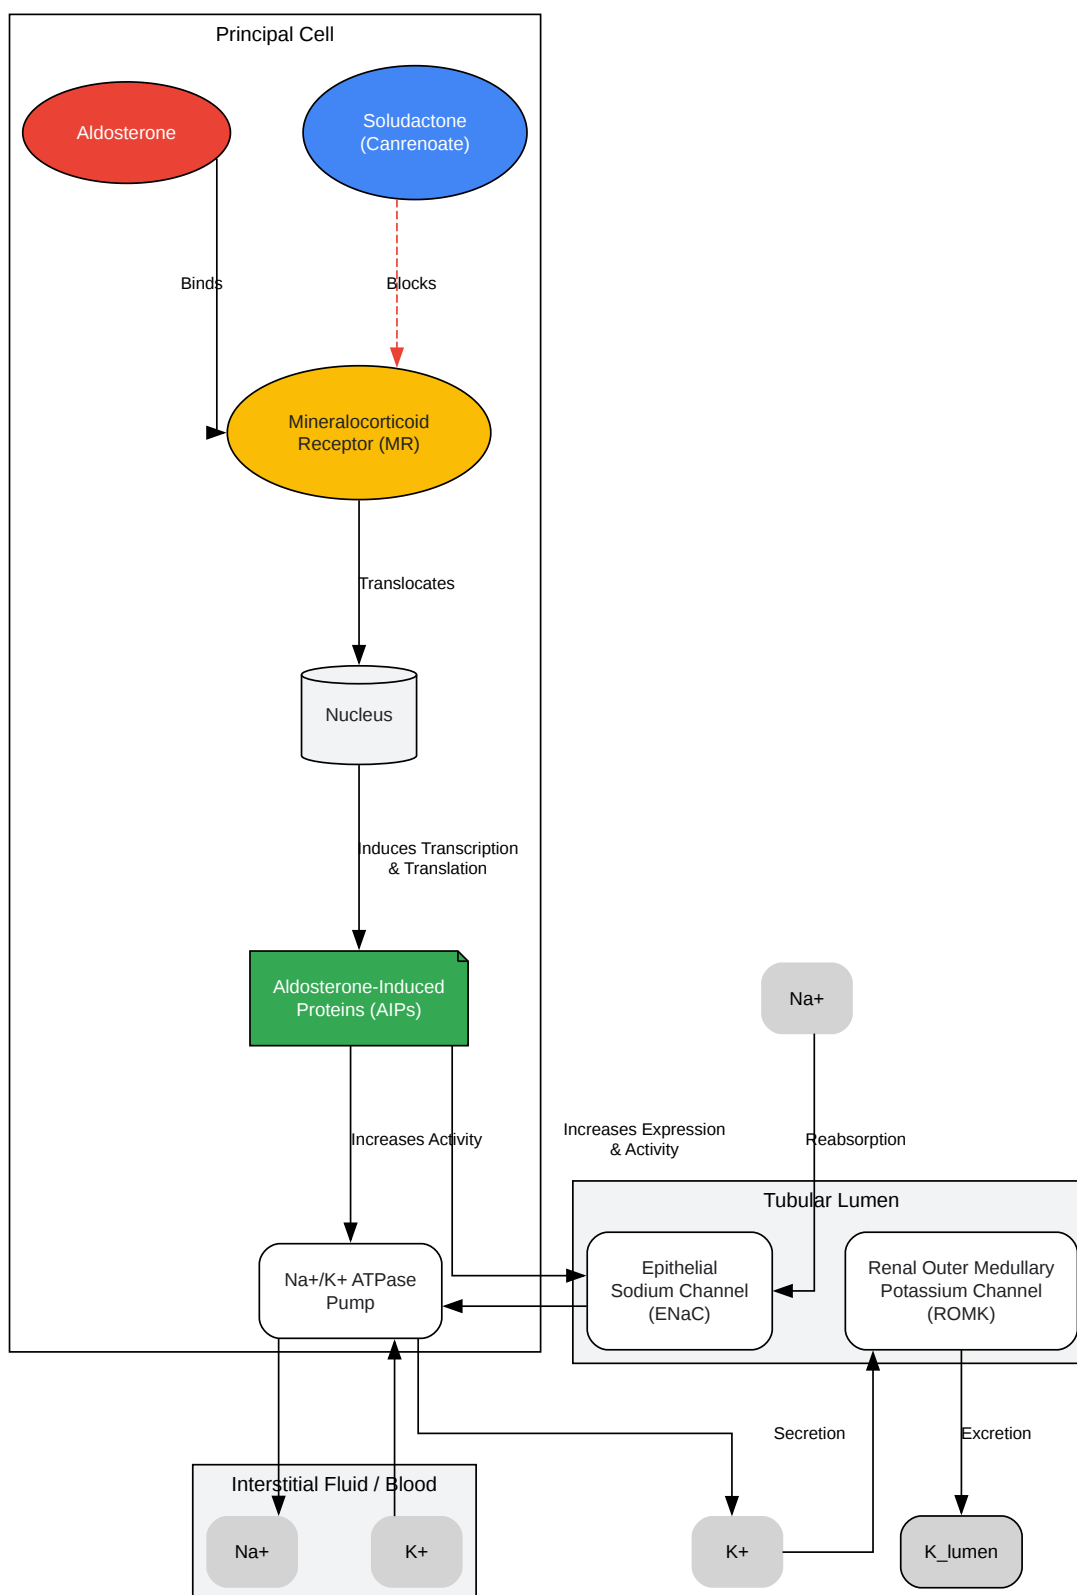 Principal Cell
Aldosterone
Soludactone
(Canrenoate)
Binds
Blocks
Mineralocorticoid
Receptor (MR)
Translocates
Nucleus
Induces Transcription
& Translation
Aldosterone-Induced
Proteins (AIPs)
Na+
Increases Activity
Increases Expression
& Activity
Reabsorption
Tubular Lumen
Na+/K+ ATPase
Pump
Epithelial
Sodium Channel
(ENaC)
Renal Outer Medullary
Potassium Channel
(ROMK)
Secretion
Excretion
Interstitial Fluid / Blood
Na+
K+
K+
K_lumen